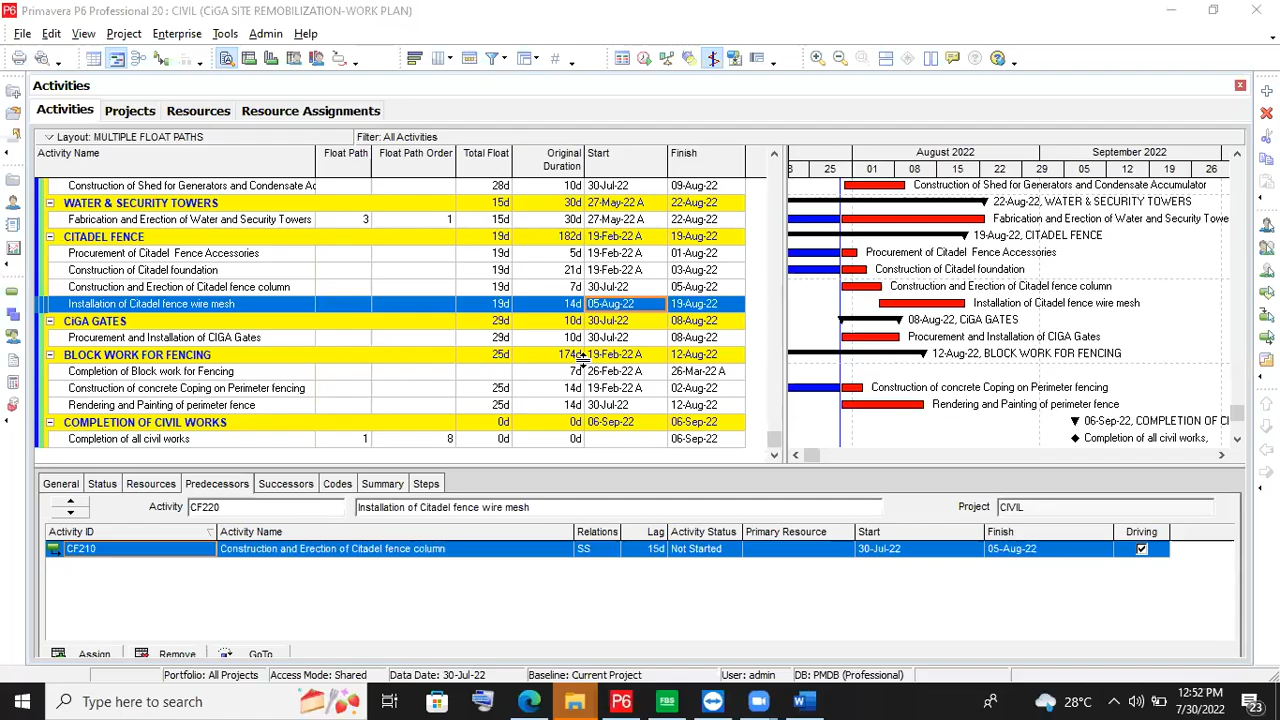 Primavera P6 Professional 20 : CIVIL (CiGA SITE REMOBILIZATION-WORK PLAN)
File Edit View Project Enterprise Tools Admin Help
Activities
Activities Projects Resources Resource Assignments
Layout: MULTIPLE FLOAT PATHS Filter: All Activities
Activity Name Float Path Float Path Order Total Float Original Duration Start Finish August 2022 September 2022
25 01 08 15 22 29 05 12 19 26
Construction of Shed for Generators and Condensate Ac 28d 10d 30-Jul-22 09-Aug-22 Construction of Shed for Generators and Condensate Accumulator
WATER & SECURITY TOWERS 15d 30d 27-May-22 A 22-Aug-22 22-Aug-22, WATER & SECURITY TOWERS
Fabrication and Erection of Water and Security Towers 3 1 15d 30d 27-May-22 A 22-Aug-22 Fabrication and Erection of Water and Security Towe
CITADEL FENCE 19d 182d 19-Feb-22 A 19-Aug-22 19-Aug-22, CITADEL FENCE
Procurement of Citadel Fence Accessories 19d 5d 19-Feb-22 A 01-Aug-22 Procurement of Citadel Fence Accessories
Construction of Citadel foundation 19d 21d 19-Feb-22 A 03-Aug-22 Construction of Citadel foundation
Construction and Erection of Citadel fence column 19d 7d 30-Jul-22 05-Aug-22 Construction and Erection of Citadel fence column
Installation of Citadel fence wire mesh 19d 14d 05-Aug-22 19-Aug-22 Installation of Citadel fence wire mesh
CiGA GATES 29d 10d 30-Jul-22 08-Aug-22 08-Aug-22, CiGA GATES
Procurement and Installation of CIGA Gates 29d 10d 30-Jul-22 08-Aug-22 Procurement and Installation of CIGA Gates
BLOCK WORK FOR FENCING 25d 174d 19-Feb-22 A 12-Aug-22 12-Aug-22, BLOCK WORK FOR FENCING
Completion of Block work for Fencing 7d 26-Feb-22 A 26-Mar-22 A
Construction of concrete Coping on Perimeter fencing 25d 14d 19-Feb-22 A 02-Aug-22 Construction of concrete Coping on Perimeter fencing
Rendering and Painting of perimeter fence 25d 14d 30-Jul-22 12-Aug-22 Rendering and Painting of perimeter fence
COMPLETION OF CIVIL WORKS 0d 0d 06-Sep-22 06-Sep-22 06-Sep-22, COMPLETION OF CI
Completion of all civil works 1 8 0d 0d 06-Sep-22 Completion of all civil works,
General Status Resources Predecessors Successors Codes Summary Steps
Activity CF220 Installation of Citadel fence wire mesh Project CIVIL
Activity ID Activity Name Relations Lag Activity Status Primary Resource Start Finish Driving
CF210 Construction and Erection of Citadel fence column SS 15d Not Started 30-Jul-22 05-Aug-22
Assign Remove GoTo
Portfolio: All Projects Access Mode: Shared Data Date: 30-Jul-22 Baseline: Current Project User: admin DB: PMDB (Professional)
Type here to search P6 FBS W 28°C 12:52 PM
7/30/2022 23